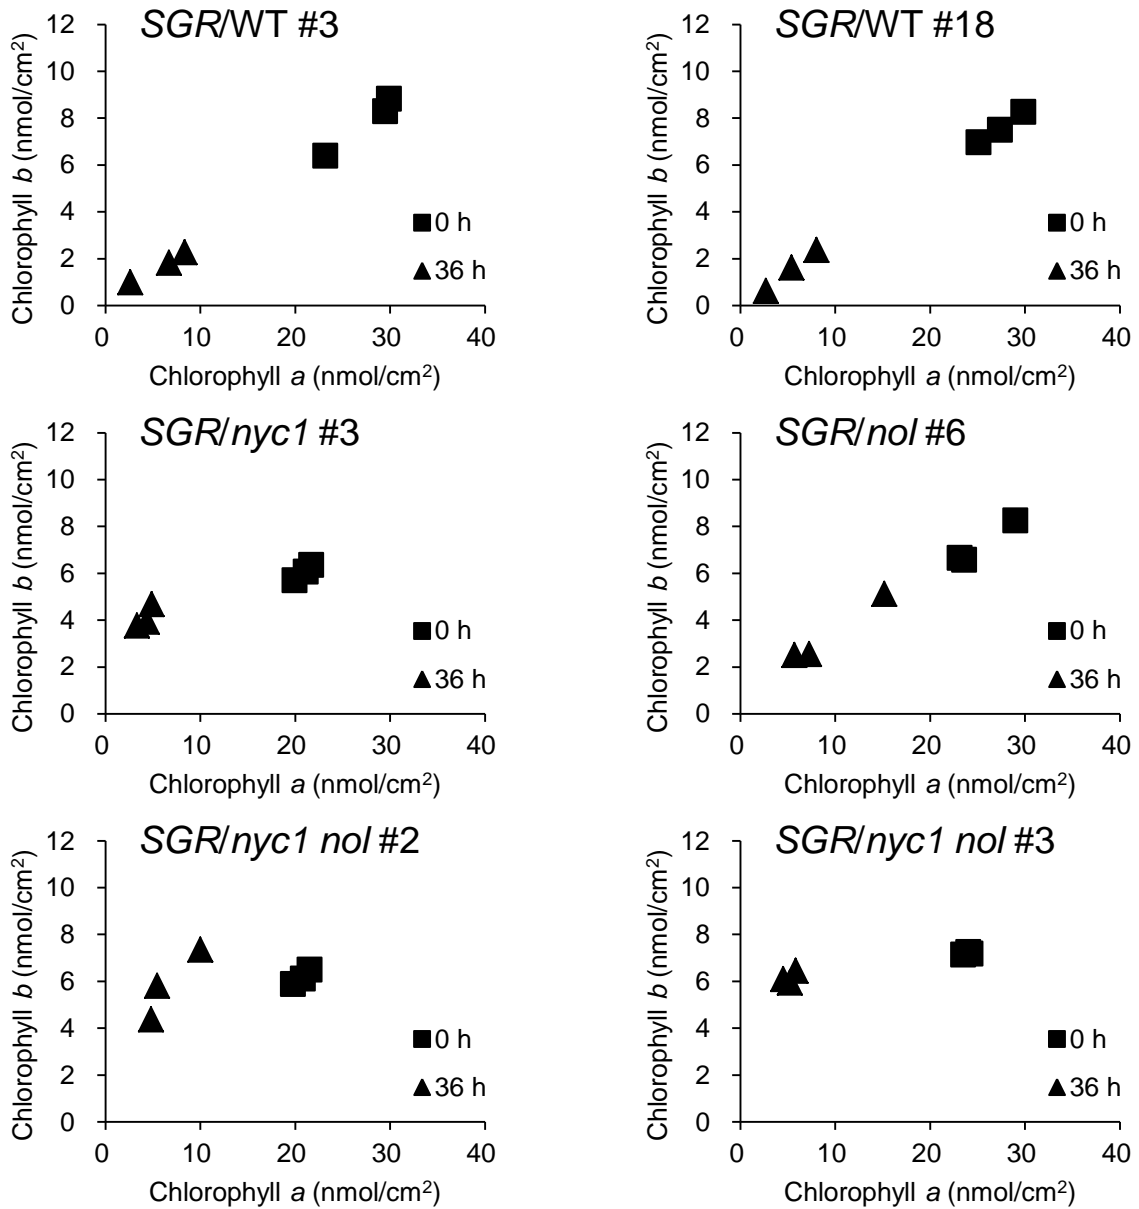 SGR/WT #3
12
10
8
6
4
2
0
0 10 20 30 40
Chlorophyll b (nmol/cm²)
Chlorophyll a (nmol/cm²)
0 h
36 h
SGR/WT #18
12
10
8
6
4
2
0
0 10 20 30 40
Chlorophyll b (nmol/cm²)
Chlorophyll a (nmol/cm²)
0 h
36 h
SGR/nyc1 #3
12
10
8
6
4
2
0
0 10 20 30 40
Chlorophyll b (nmol/cm²)
Chlorophyll a (nmol/cm²)
0 h
36 h
SGR/nol #6
12
10
8
6
4
2
0
0 10 20 30 40
Chlorophyll b (nmol/cm²)
Chlorophyll a (nmol/cm²)
0 h
36 h
SGR/nyc1 nol #2
12
10
8
6
4
2
0
0 10 20 30 40
Chlorophyll b (nmol/cm²)
Chlorophyll a (nmol/cm²)
0 h
36 h
SGR/nyc1 nol #3
12
10
8
6
4
2
0
0 10 20 30 40
Chlorophyll b (nmol/cm²)
Chlorophyll a (nmol/cm²)
0 h
36 h